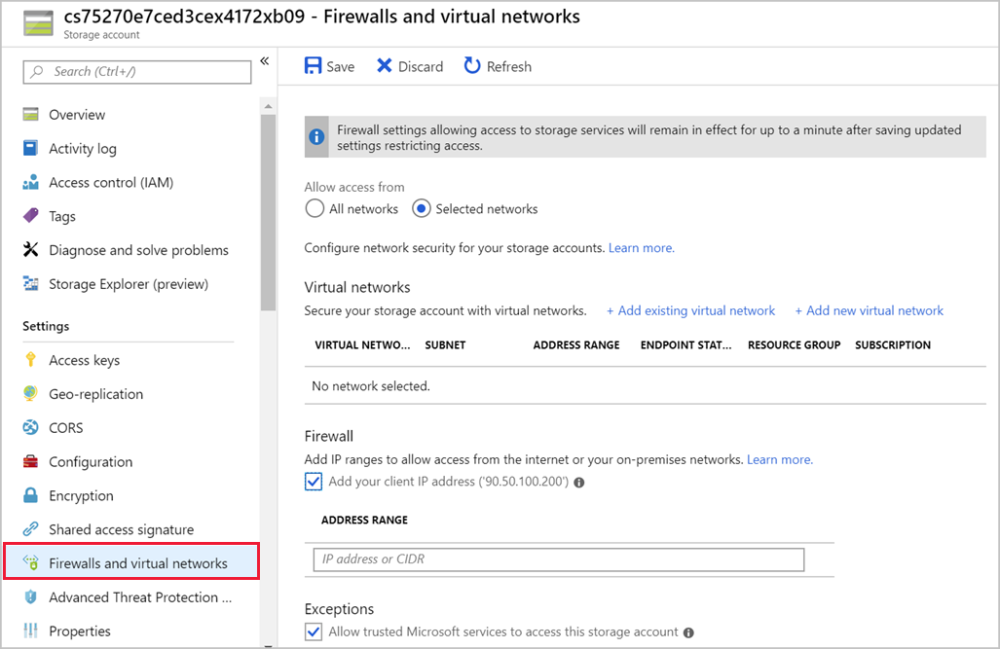 cs75270e7ced3cex4172xb09 - Firewalls and virtual networks
Storage account
Search (Ctrl+/)
«
Overview
Activity log
Access control (IAM)
Tags
Diagnose and solve problems
Storage Explorer (preview)
Settings
Access keys
Geo-replication
CORS
Configuration
Encryption
Shared access signature
Firewalls and virtual networks
Advanced Threat Protection ...
Properties
Save Discard Refresh
Firewall settings allowing access to storage services will remain in effect for up to a minute after saving updated
settings restricting access.
Allow access from
All networks Selected networks
Configure network security for your storage accounts. Learn more.
Virtual networks
Secure your storage account with virtual networks. + Add existing virtual network + Add new virtual network
VIRTUAL NETWO... SUBNET ADDRESS RANGE ENDPOINT STAT... RESOURCE GROUP SUBSCRIPTION
No network selected.
Firewall
Add IP ranges to allow access from the internet or your on-premises networks. Learn more.
Add your client IP address ('90.50.100.200')
ADDRESS RANGE
IP address or CIDR
Exceptions
Allow trusted Microsoft services to access this storage account